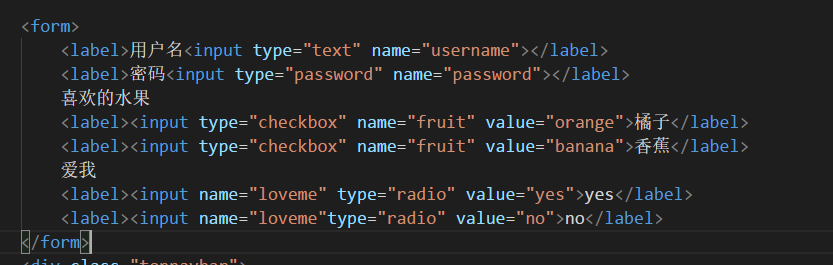 <form>
<label>用户名<input type="text" name="username"></label>
<label>密码<input type="password" name="password"></label>
喜欢的水果
<label><input type="checkbox" name="fruit" value="orange">橘子</label>
<label><input type="checkbox" name="fruit" value="banana">香蕉</label>
爱我
<label><input name="loveme" type="radio" value="yes">yes</label>
<label><input name="loveme"type="radio" value="no">no</label>
</form>